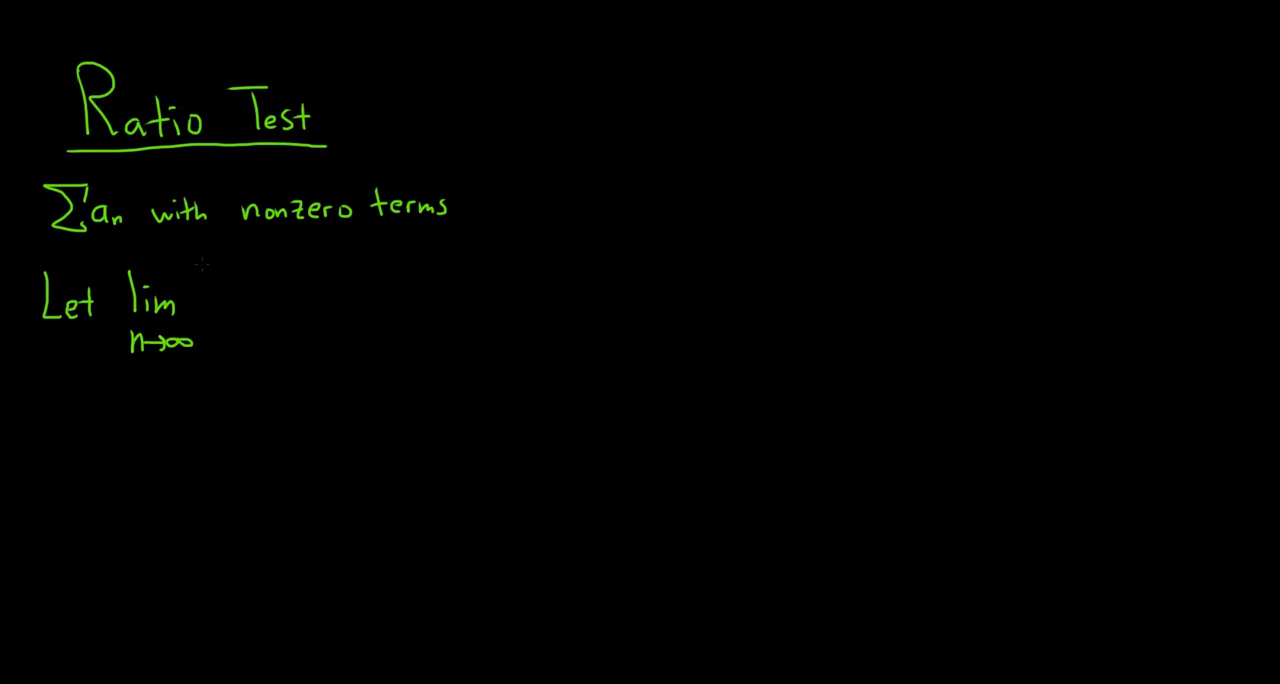 Ratio Test
∑an with nonzero terms
Let lim
n→∞